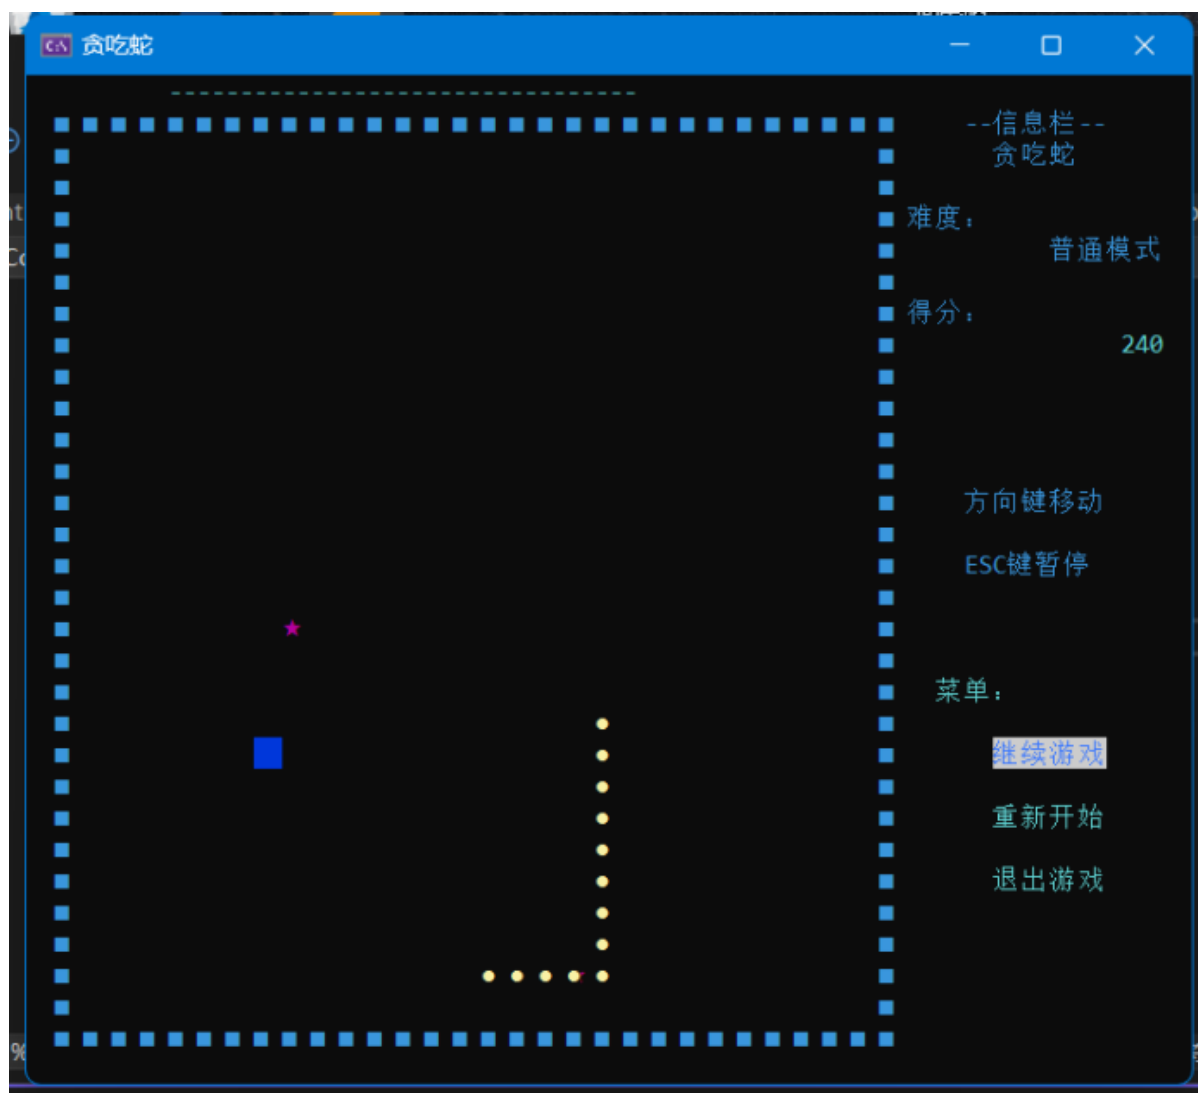 贪吃蛇
--------------------------------- 
--信息栏--
贪吃蛇
难度：
普通模式
得分：
240
方向键移动
ESC键暂停
菜单：
继续游戏
重新开始
退出游戏